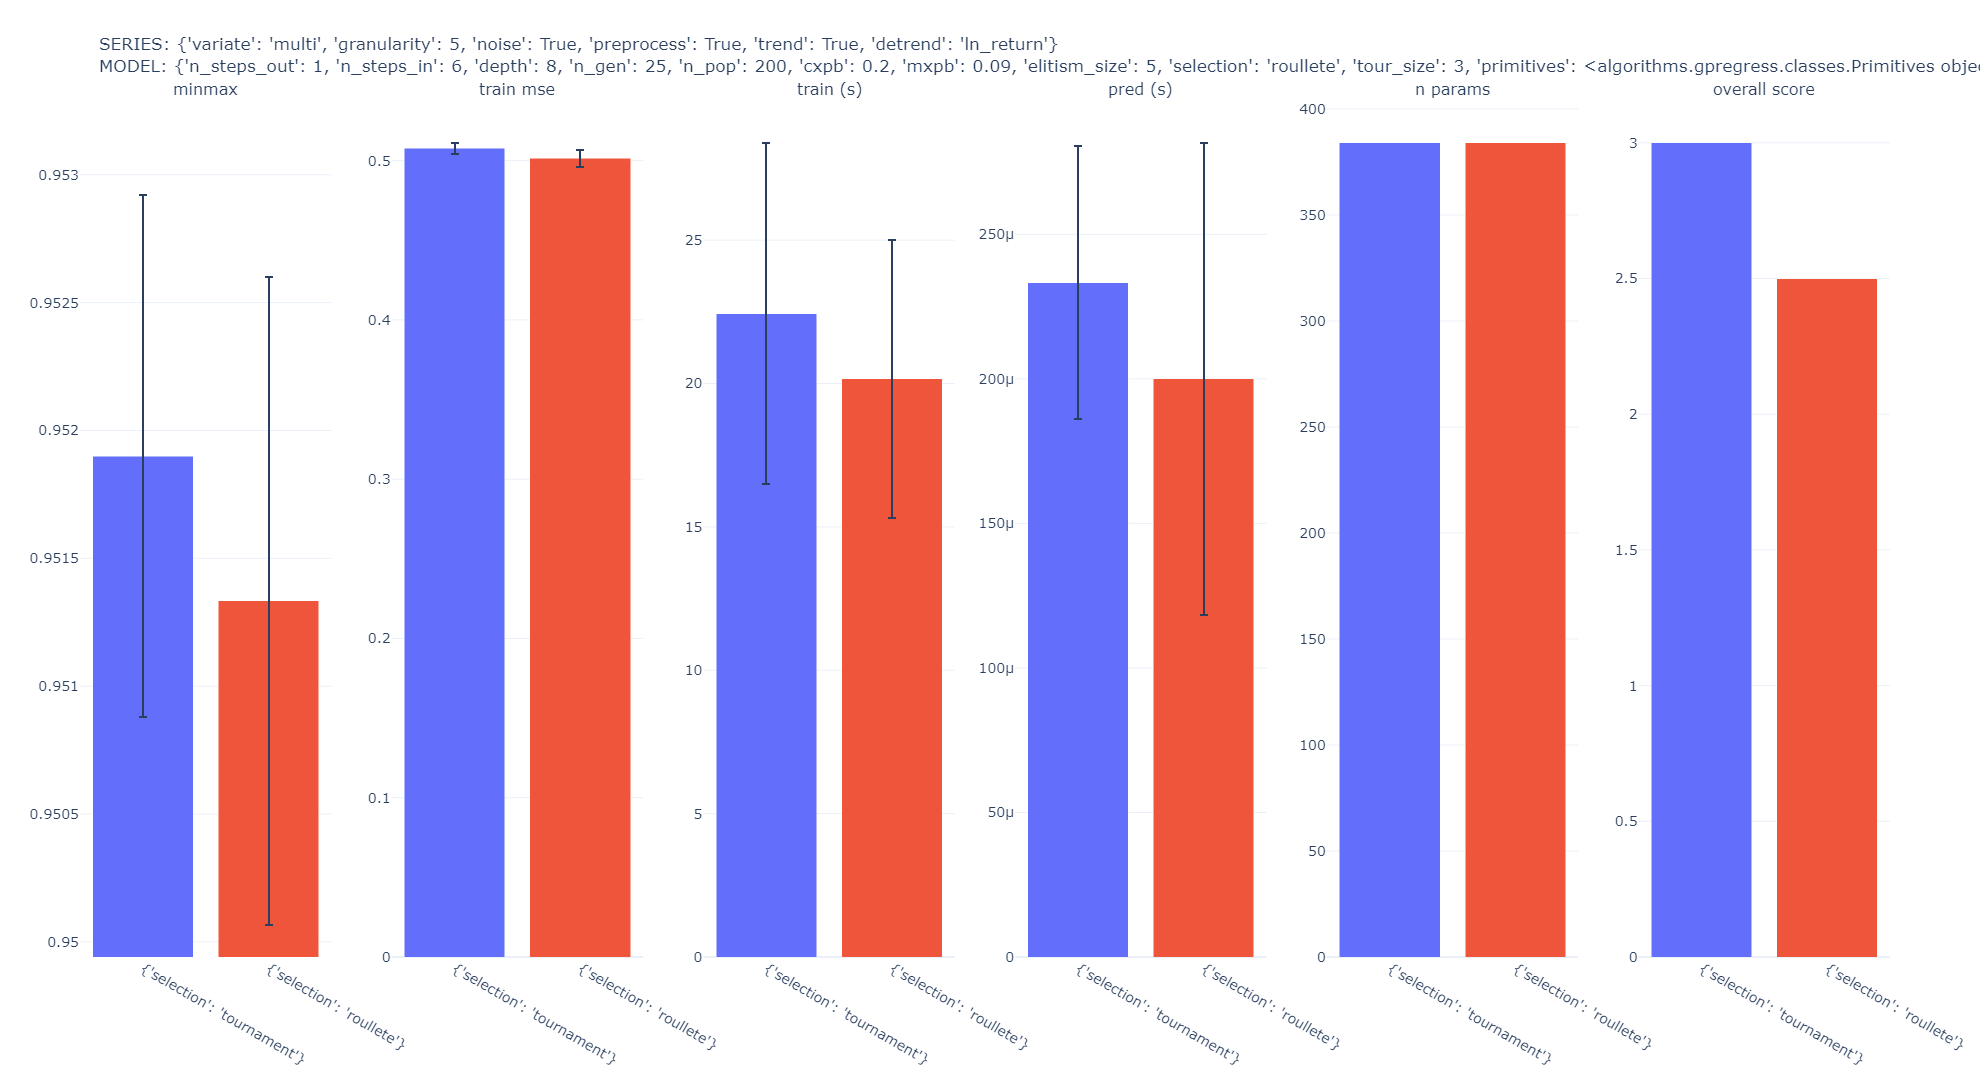 SERIES: {'variate': 'multi', 'granularity': 5, 'noise': True, 'preprocess': True, 'trend': True, 'detrend': 'ln_return'}
MODEL: {'n_steps_out': 1, 'n_steps_in': 6, 'depth': 8, 'n_gen': 25, 'n_pop': 200, 'cxpb': 0.2, 'mxpb': 0.09, 'elitism_size': 5, 'selection': 'roullete', 'tour_size': 3, 'primitives': <algorithms.gpregress.classes.Primitives objec
minmax
0.953
0.9525
0.952
0.9515
0.951
0.9505
0.95
{'selection': 'tournament'}
{'selection': 'roullete'}
train mse
0.5
0.4
0.3
0.2
0.1
0
{'selection': 'tournament'}
{'selection': 'roullete'}
train (s)
25
20
15
10
5
0
{'selection': 'tournament'}
{'selection': 'roullete'}
pred (s)
250μ
200μ
150μ
100μ
50μ
0
{'selection': 'tournament'}
{'selection': 'roullete'}
n params
400
350
300
250
200
150
100
50
0
{'selection': 'tournament'}
{'selection': 'roullete'}
overall score
3
2.5
2
1.5
1
0.5
0
{'selection': 'tournament'}
{'selection': 'roullete'}